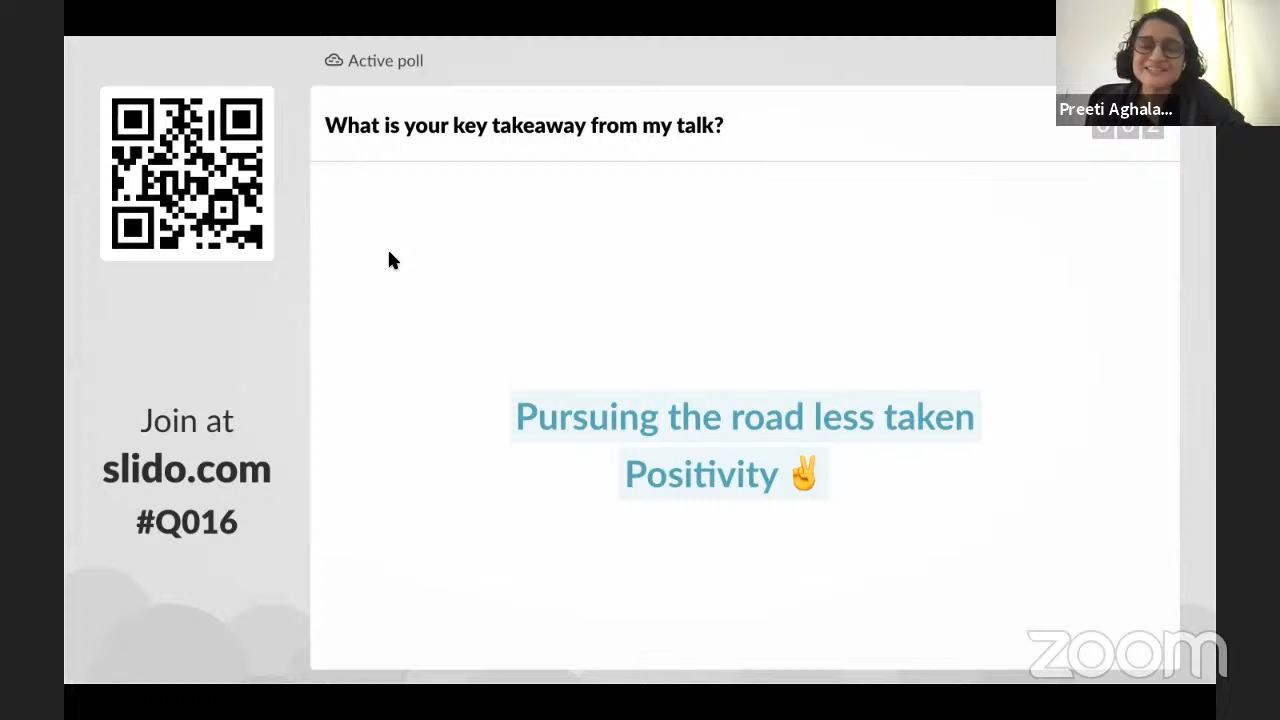 Active poll
What is your key takeaway from my talk?
Preeti Aghala...
Pursuing the road less taken
Positivity ✌
Join at
slido.com
#Q016
zoom